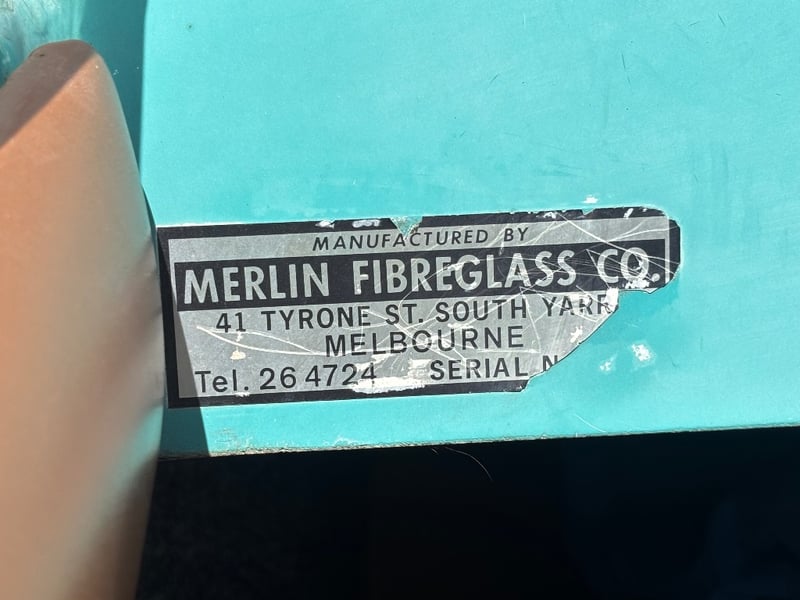 MANUFACTURED BY
MERLIN FIBREGLASS CO.
41 TYRONE ST. SOUTH YARR
MELBOURNE
Tel. 26 4724 SERIAL N